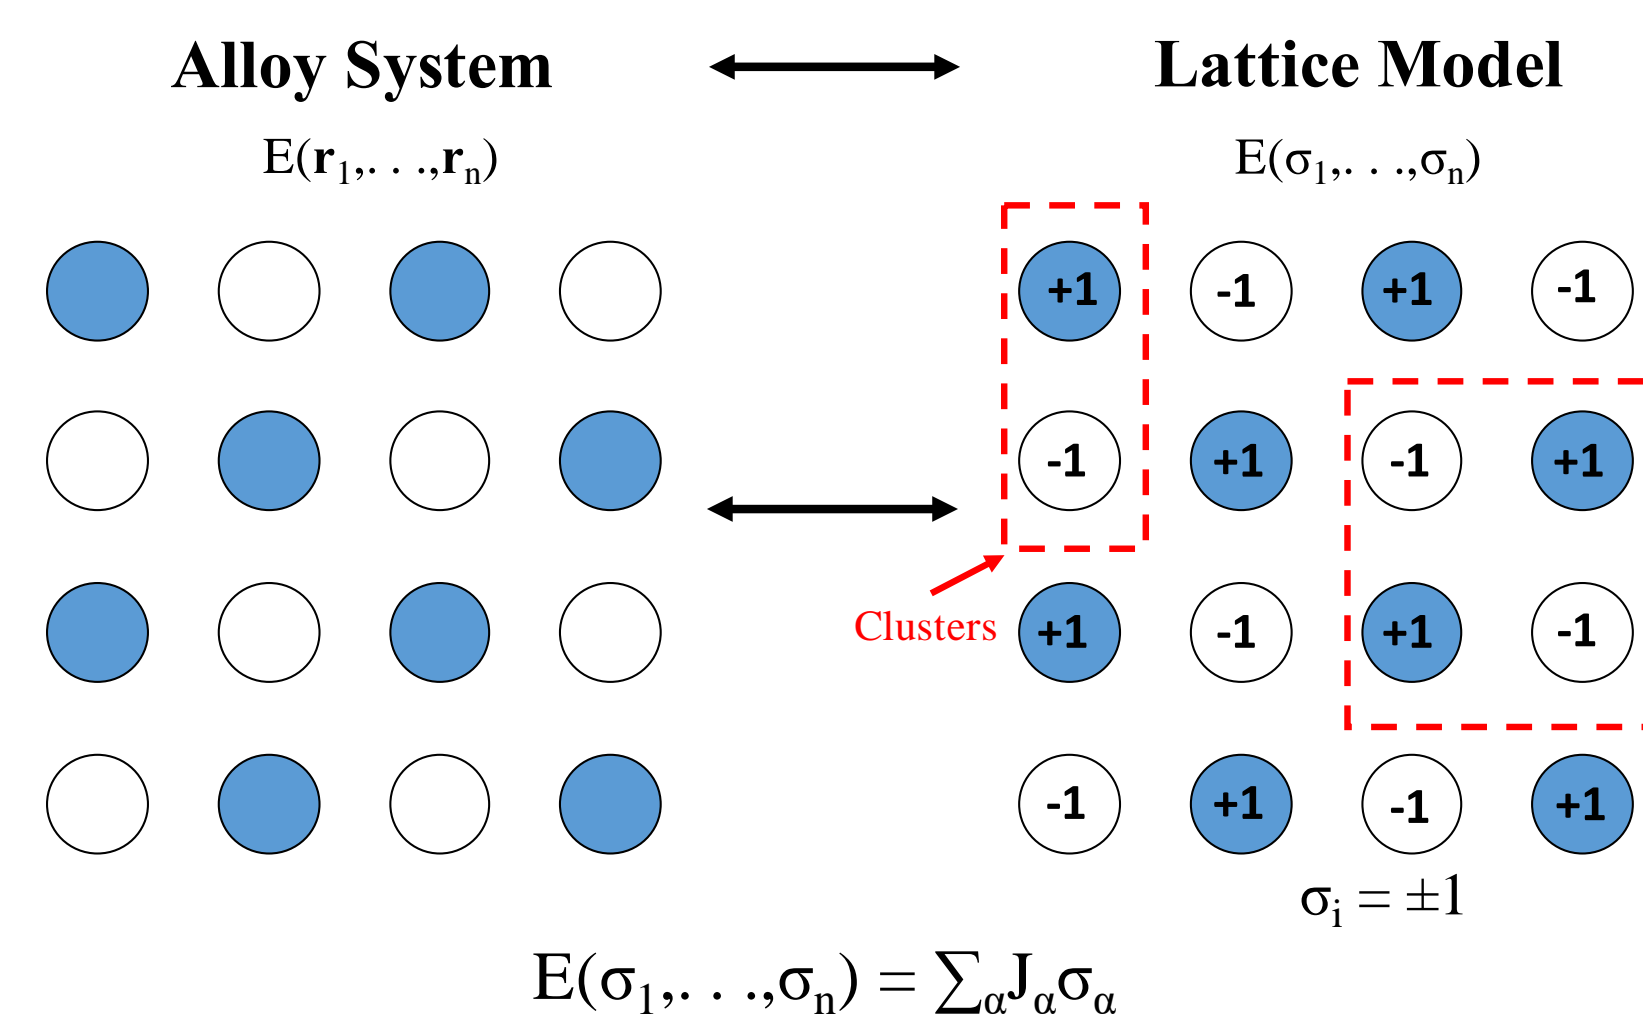 Alloy System Lattice Model
E(r₁,. . .,rₙ) E(σ₁,. . .,σₙ)
+1 -1 +1 -1
-1 +1 -1 +1
Clusters
+1 -1 +1 -1
-1 +1 -1 +1
σᵢ = ±1
E(σ₁,. . .,σₙ) = ∑αJασα